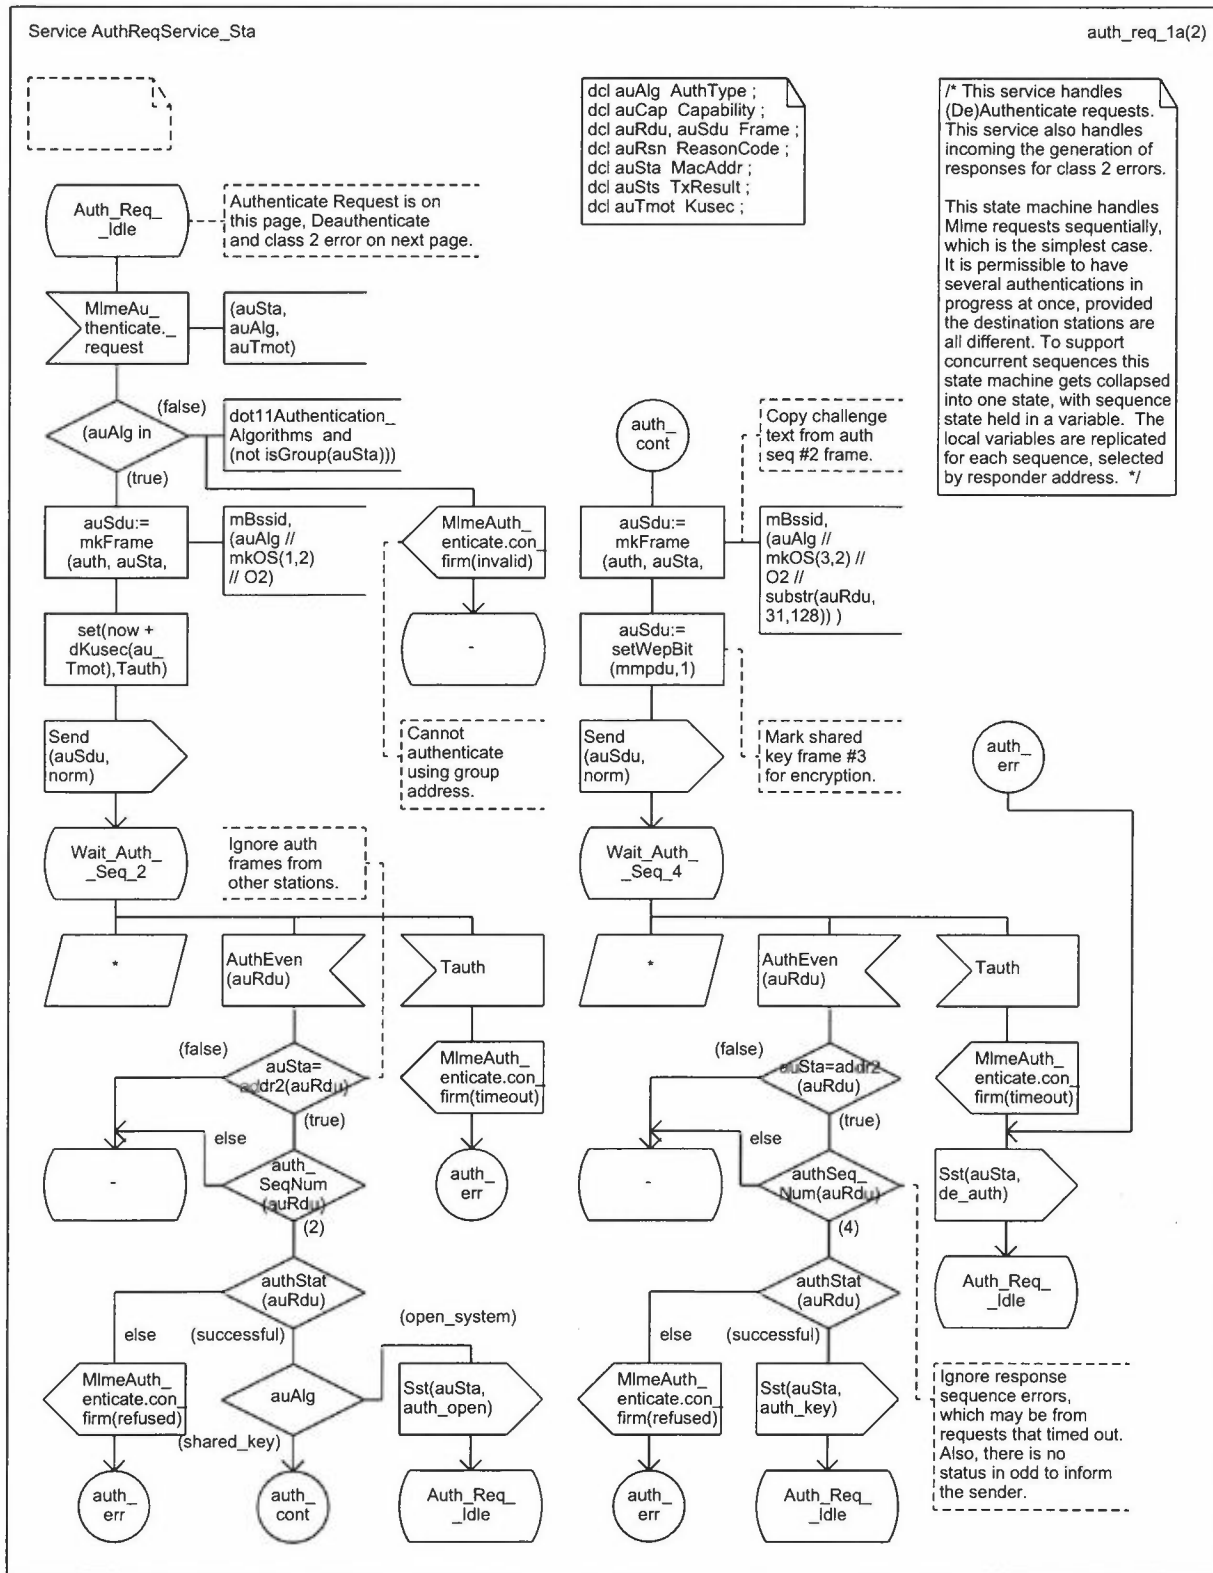 Service AuthReqService_Sta
auth_req_1a(2)
dcl auAlg AuthType ;
dcl auCap Capability ;
dcl auRdu, auSdu Frame ;
dcl auRsn ReasonCode ;
dcl auSta MacAddr ;
dcl auSts TxResult ;
dcl auTmot Kusec ;
/* This service handles
(De)Authenticate requests.
This service also handles
incoming the generation of
responses for class 2 errors.
This state machine handles
Mlme requests sequentially,
which is the simplest case.
It is permissible to have
several authentications in
progress at once, provided
the destination stations are
all different. To support
concurrent sequences this
state machine gets collapsed
into one state, with sequence
state held in a variable. The
local variables are replicated
for each sequence, selected
by responder address. */
Auth_Req_
_Idle
Authenticate Request is on
this page, Deauthenticate
and class 2 error on next page.
MlmeAu_
thenticate._
request
(auSta,
auAlg,
auTmot)
(auAlg in
(false)
(true)
dot11Authentication_
Algorithms and
(not isGroup(auSta)))
auSdu:=
mkFrame
(auth, auSta,
mBssid,
(auAlg //
mkOS(1,2)
// O2)
MlmeAuth_
enticate.con_
firm(invalid)
-
set(now +
dKusec(au_
Tmot),Tauth)
Send
(auSdu,
norm)
Cannot
authenticate
using group
address.
Wait_Auth_
_Seq_2
Ignore auth
frames from
other stations.
*
AuthEven
(auRdu)
Tauth
(false)
auSta=
addr2(auRdu)
(true)
MlmeAuth_
enticate.con_
firm(timeout)
else
-
auth_
SeqNum
(auRdu)
(2)
auth_
err
authStat
(auRdu)
else
(successful)
(open_system)
MlmeAuth_
enticate.con_
firm(refused)
auAlg
Sst(auSta,
auth_open)
(shared_key)
auth_
err
auth_
cont
Auth_Req_
_Idle
auth_
cont
Copy challenge
text from auth
seq #2 frame.
auSdu:=
mkFrame
(auth, auSta,
mBssid,
(auAlg //
mkOS(3,2) //
O2 //
substr(auRdu,
31,128)) )
auSdu:=
setWepBit
(mmpdu,1)
Send
(auSdu,
norm)
Mark shared
key frame #3
for encryption.
auth_
err
Wait_Auth_
_Seq_4
*
AuthEven
(auRdu)
Tauth
(false)
auSta=addr2
(auRdu)
(true)
MlmeAuth_
enticate.con_
firm(timeout)
else
-
authSeq_
Num(auRdu)
(4)
Sst(auSta,
de_auth)
authStat
(auRdu)
Auth_Req_
_Idle
else
(successful)
MlmeAuth_
enticate.con_
firm(refused)
Sst(auSta,
auth_key)
Ignore response
sequence errors,
which may be from
requests that timed out.
Also, there is no
status in odd to inform
the sender.
auth_
err
Auth_Req_
_Idle